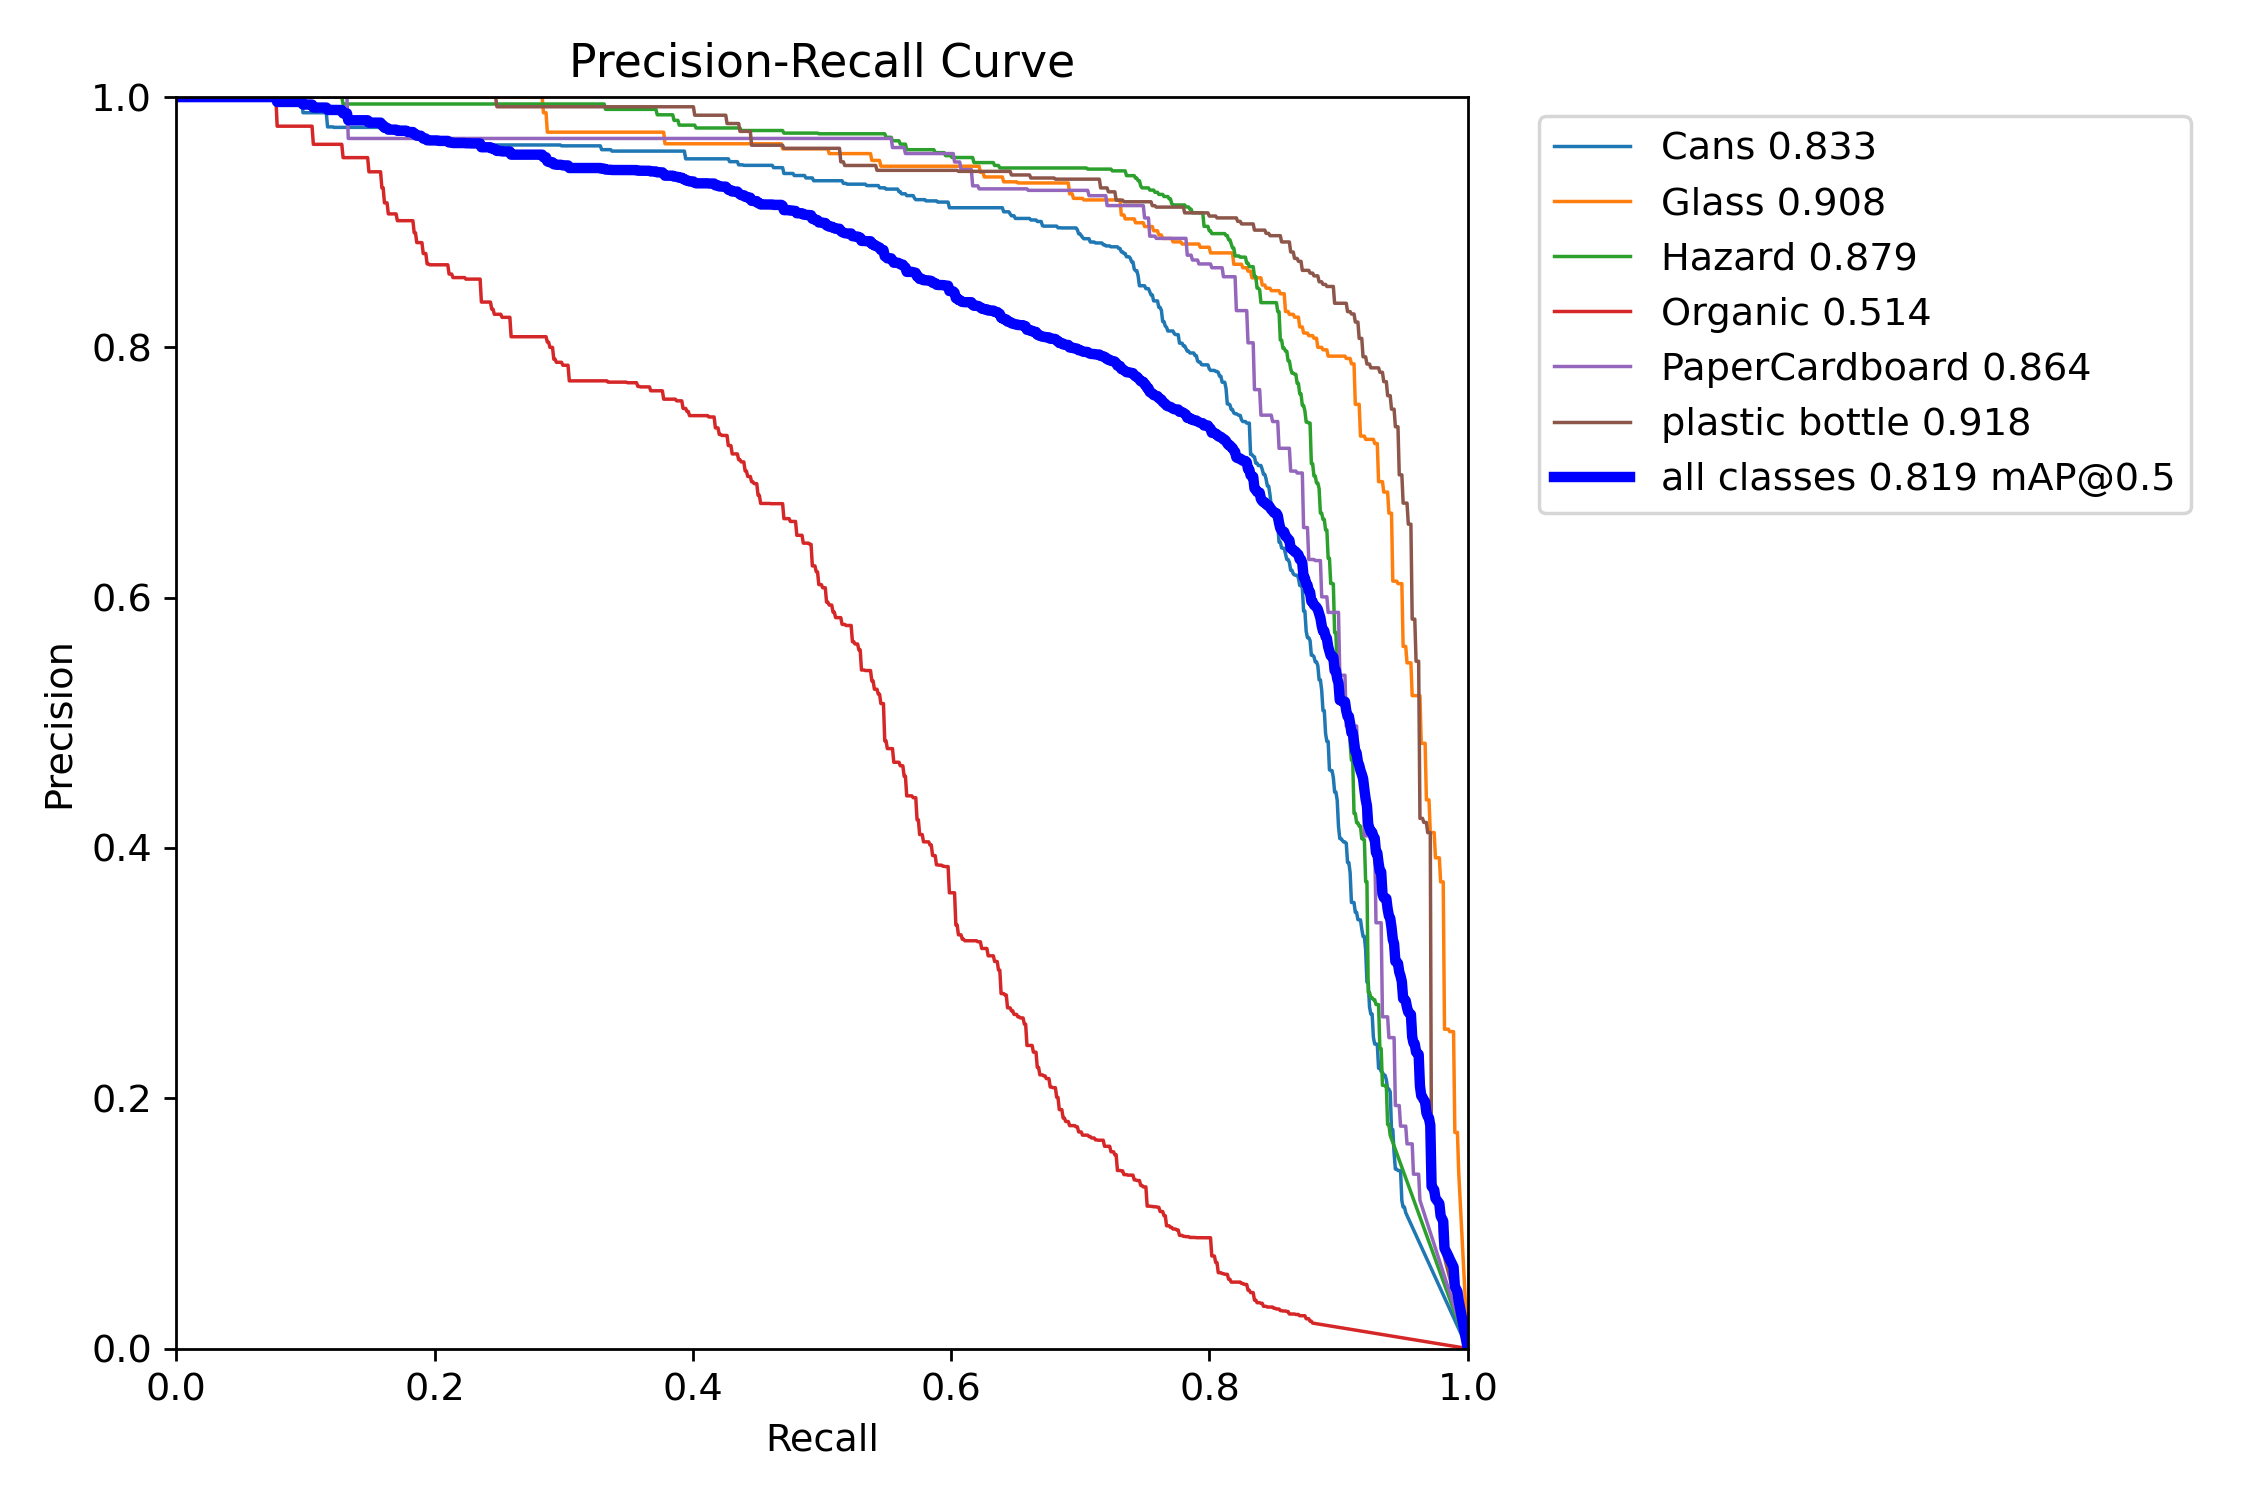 Precision-Recall Curve
1.0
0.8
0.6
0.4
0.2
0.0
Precision
0.0 0.2 0.4 0.6 0.8 1.0
Recall
Cans 0.833
Glass 0.908
Hazard 0.879
Organic 0.514
PaperCardboard 0.864
plastic bottle 0.918
all classes 0.819 mAP@0.5